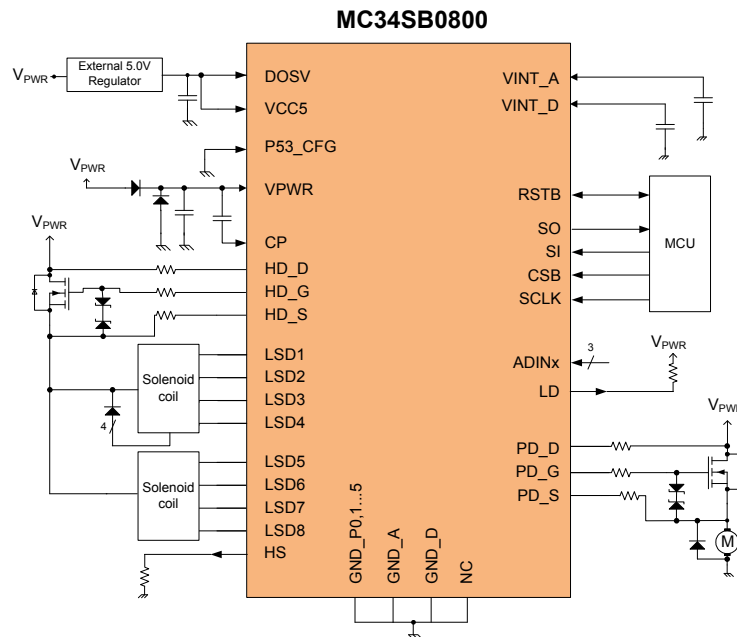 MC34SB0800
External 5.0V
Regulator
VPWR
DOSV
VCC5
P53_CFG
VPWR
VPWR
CP
VPWR
HD_D
HD_G
HD_S
LSD1
LSD2
LSD3
LSD4
Solenoid
coil
4
LSD5
LSD6
LSD7
LSD8
Solenoid
coil
HS
GND_P0,1...5
GND_A
GND_D
NC
VINT_A
VINT_D
RSTB
SO
SI
CSB
SCLK
MCU
ADINx
3
LD
VPWR
VPW
PD_D
PD_G
PD_S
M